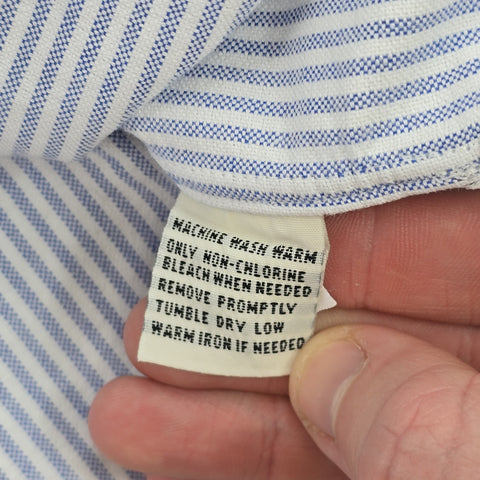 MACHINE WASH WARM
ONLY NON-CHLORINE
BLEACH WHEN NEEDED
REMOVE PROMPTLY
TUMBLE DRY LOW
WARM IRON IF NEEDED